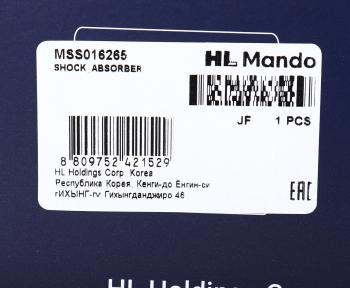 MSS016265
SHOCK ABSORBER
HL Mando
JF 1 PCS
8 809752 421529
HL Holdings Corp. Korea
Республика Корея, Кенги-до Енгин-си
гИХЫНГ-гу Гихынгданджиро 46
EAC
HL Holdings C